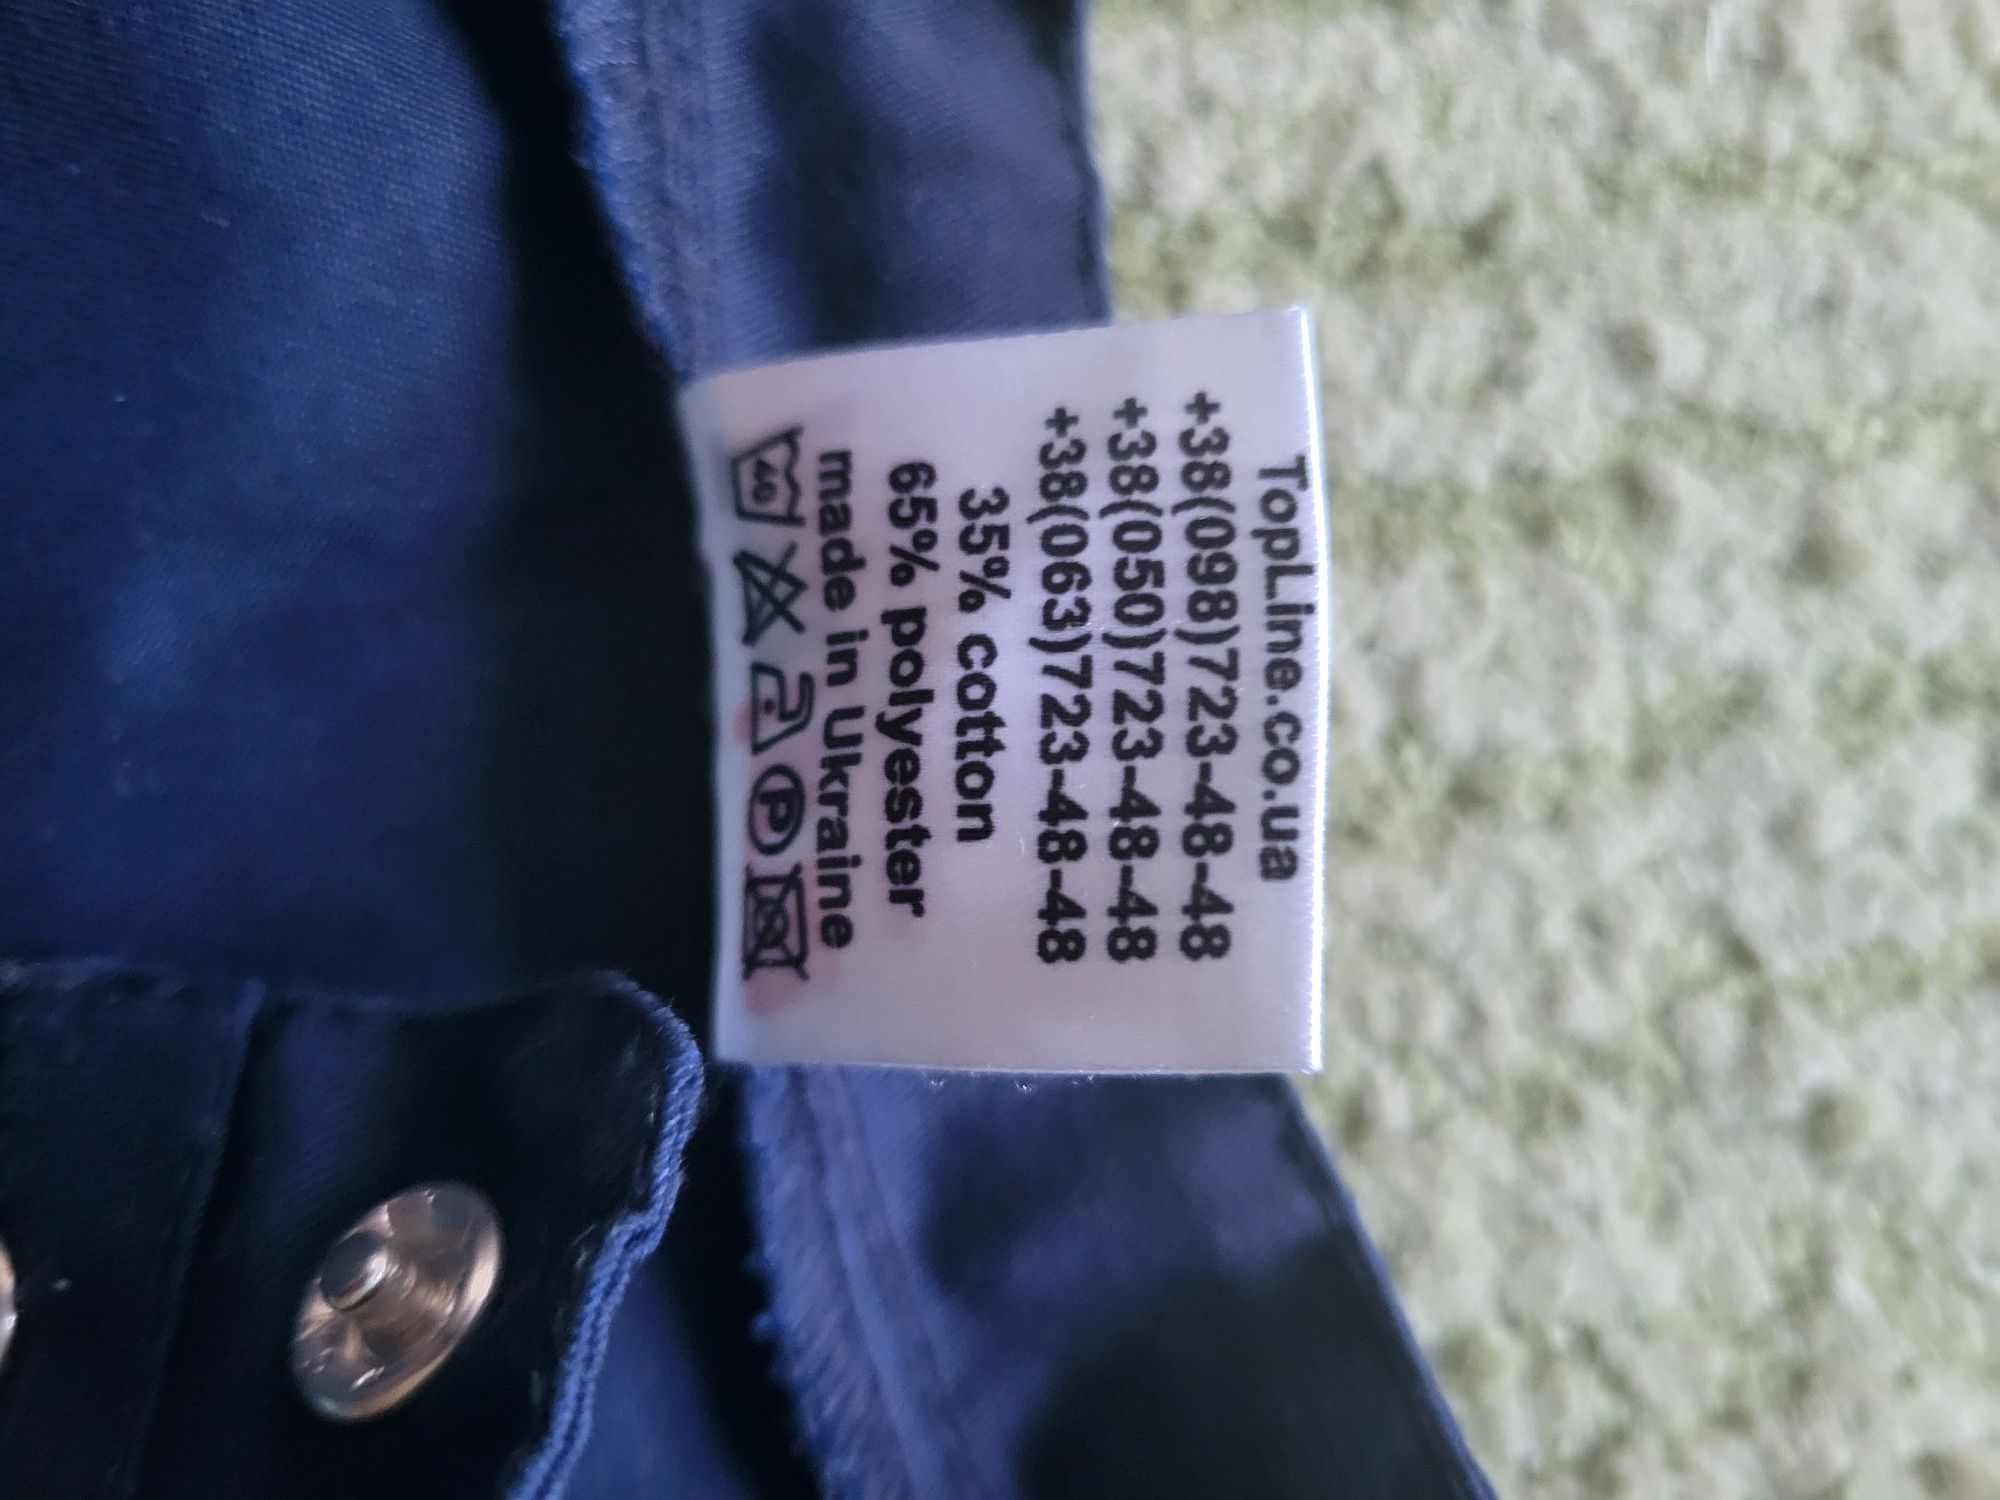 TopLine.co.ua
+38(098)723-48-48
+38(050)723-48-48
+38(063)723-48-48
35% cotton
65% polyester
made in Ukraine
40 P